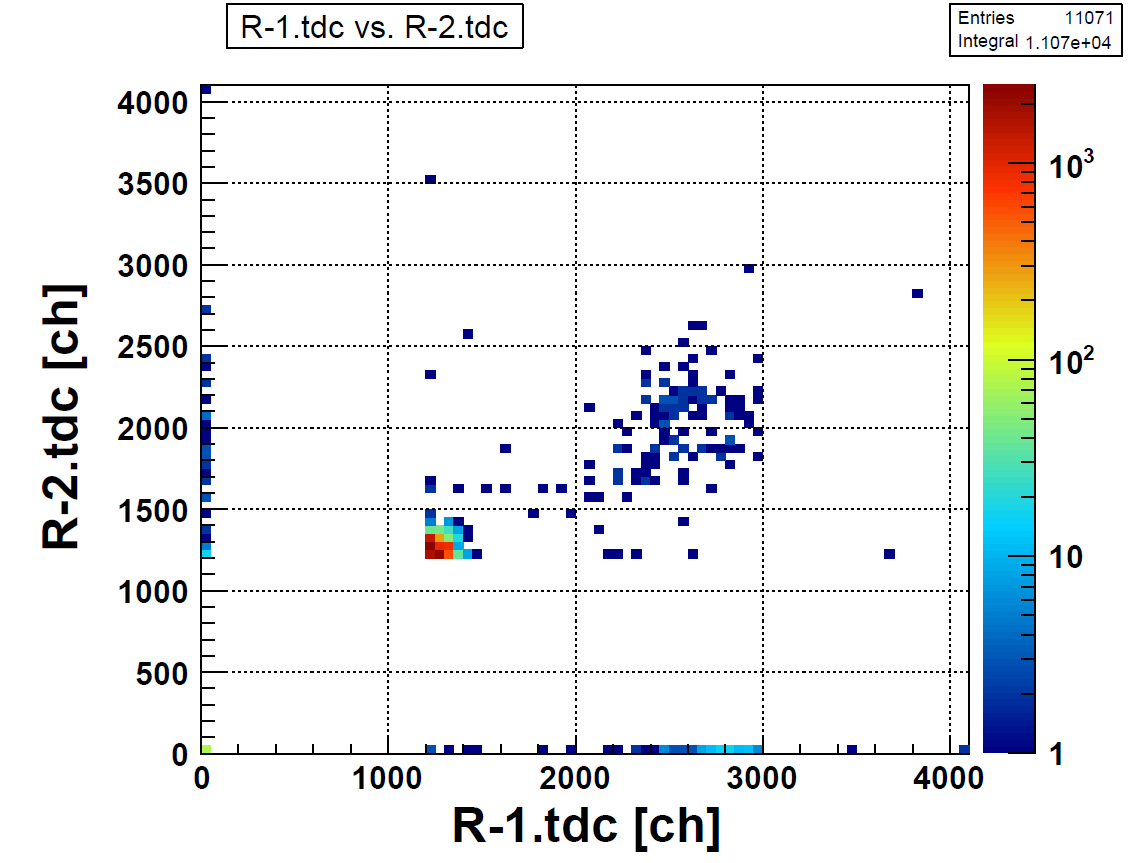 R-1.tdc vs. R-2.tdc
Entries 11071
Integral 1.107e+04
4000
3500
3000
2500
2000
1500
1000
500
0
R-2.tdc [ch]
0 1000 2000 3000 4000
R-1.tdc [ch]
10³
10²
10
1